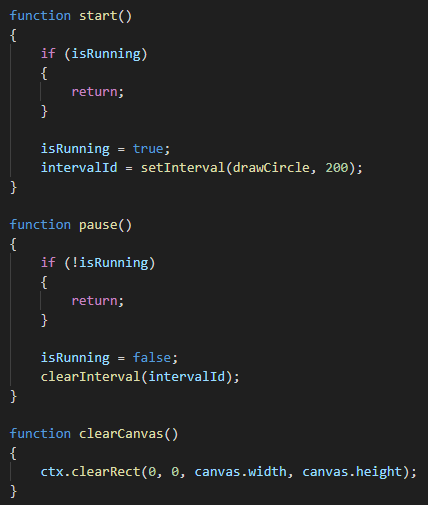 function start()
{
    if (isRunning)
    {
        return;
    }

    isRunning = true;
    intervalId = setInterval(drawCircle, 200);
}

function pause()
{
    if (!isRunning)
    {
        return;
    }

    isRunning = false;
    clearInterval(intervalId);
}

function clearCanvas()
{
    ctx.clearRect(0, 0, canvas.width, canvas.height);
}